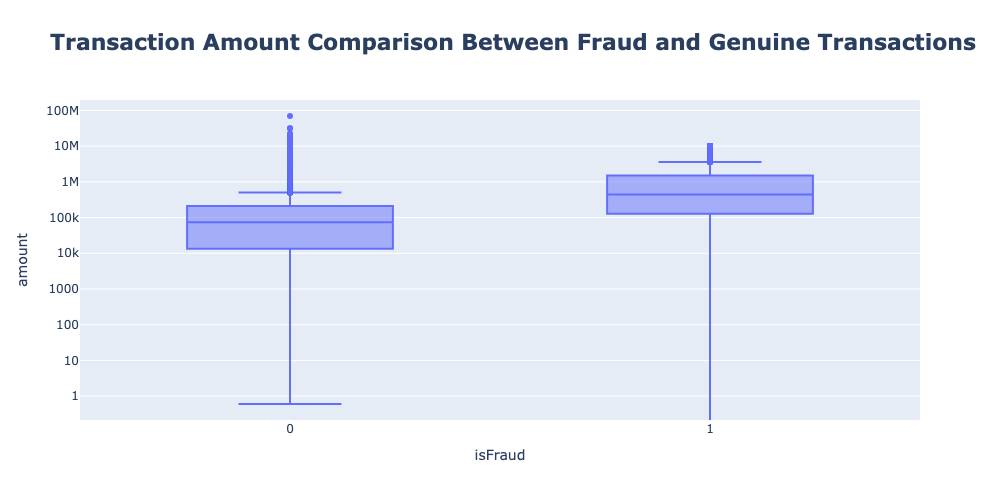 Transaction Amount Comparison Between Fraud and Genuine Transactions
100M
10M
1M
100k
10k
1000
100
10
1
amount
0
1
isFraud